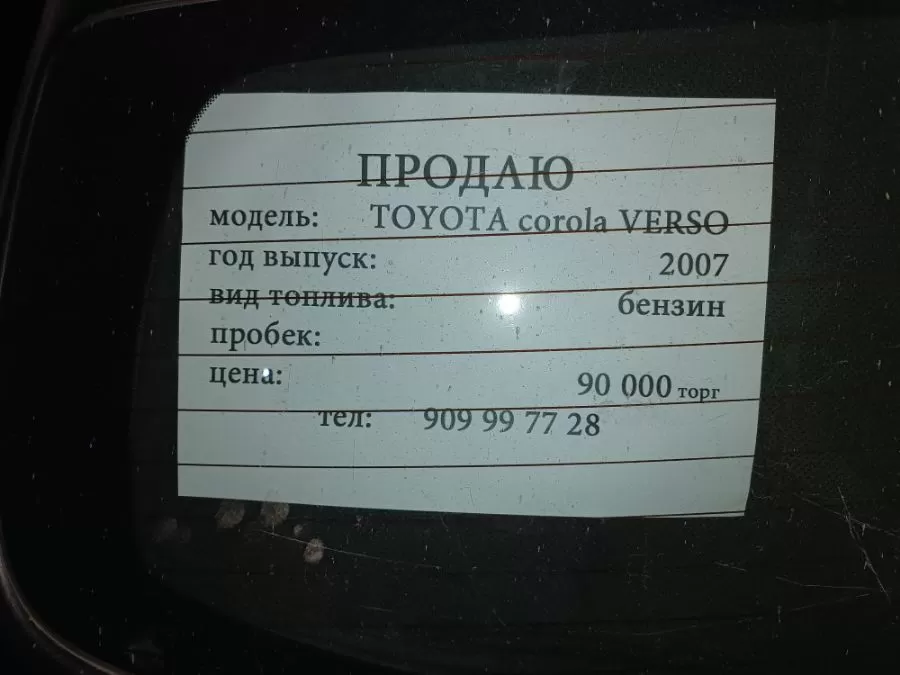 ПРОДАЮ
модель: TOYOTA corola VERSO
год выпуск: 2007
вид топлива: бензин
пробек:
цена: 90 000 торг
тел: 909 99 77 28